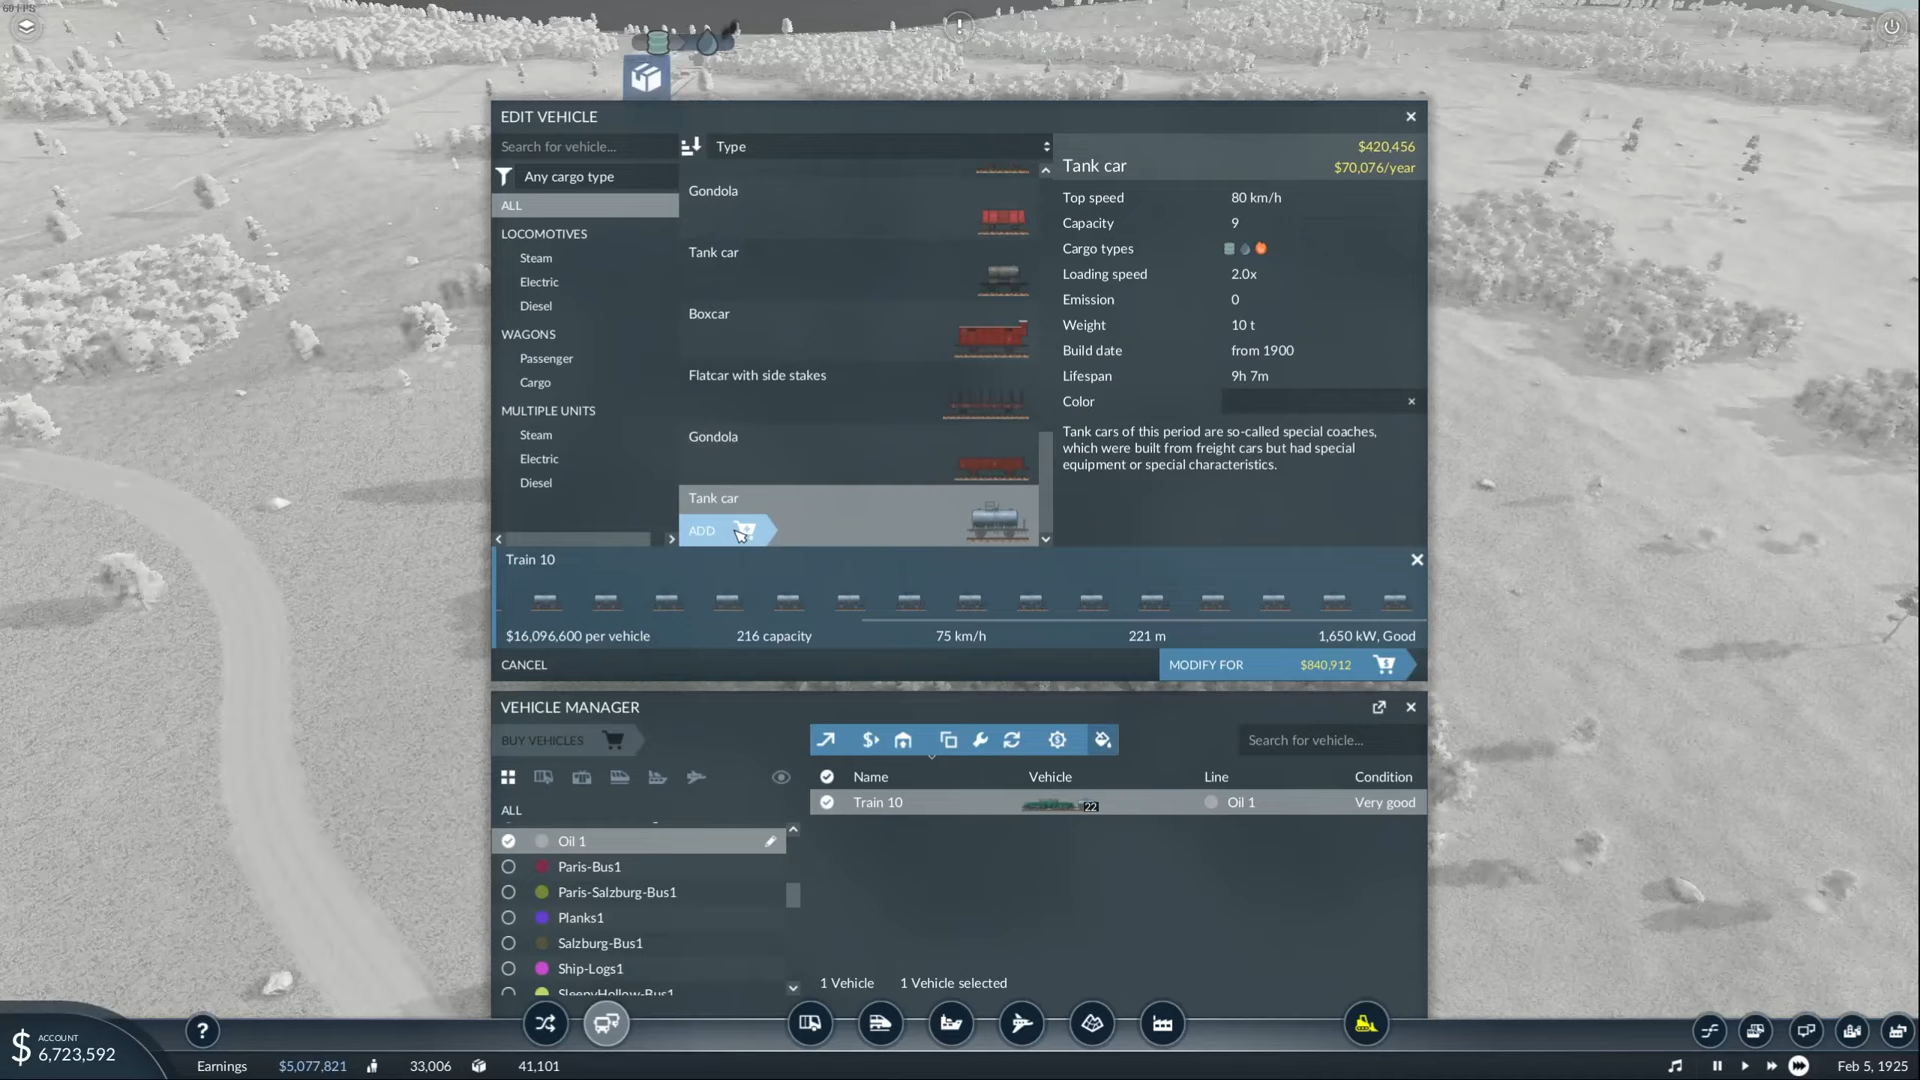 60 FPS
EDIT VEHICLE
Search for vehicle...
Type
$420,456
Any cargo type
Tank car
$70,076/year
ALL
LOCOMOTIVES
Steam
Electric
Diesel
WAGONS
Passenger
Cargo
MULTIPLE UNITS
Steam
Electric
Diesel
Gondola
Tank car
Boxcar
Flatcar with side stakes
Gondola
Tank car
ADD
Top speed 80 km/h
Capacity 9
Cargo types
Loading speed 2.0x
Emission 0
Weight 10 t
Build date from 1900
Lifespan 9h 7m
Color
Tank cars of this period are so-called special coaches,
which were built from freight cars but had special
equipment or special characteristics.
Train 10
$16,096,600 per vehicle 216 capacity 75 km/h 221 m 1,650 kW, Good
CANCEL
MODIFY FOR $840,912
VEHICLE MANAGER
BUY VEHICLES
Search for vehicle...
Name Vehicle Line Condition
Train 10 22 Oil 1 Very good
ALL
Oil 1
Paris-Bus1
Paris-Salzburg-Bus1
Planks1
Salzburg-Bus1
Ship-Logs1
SleepyHollow-Bus1
1 Vehicle 1 Vehicle selected
$ ACCOUNT
6,723,592
?
Earnings $5,077,821 33,006 41,101
Feb 5, 1925